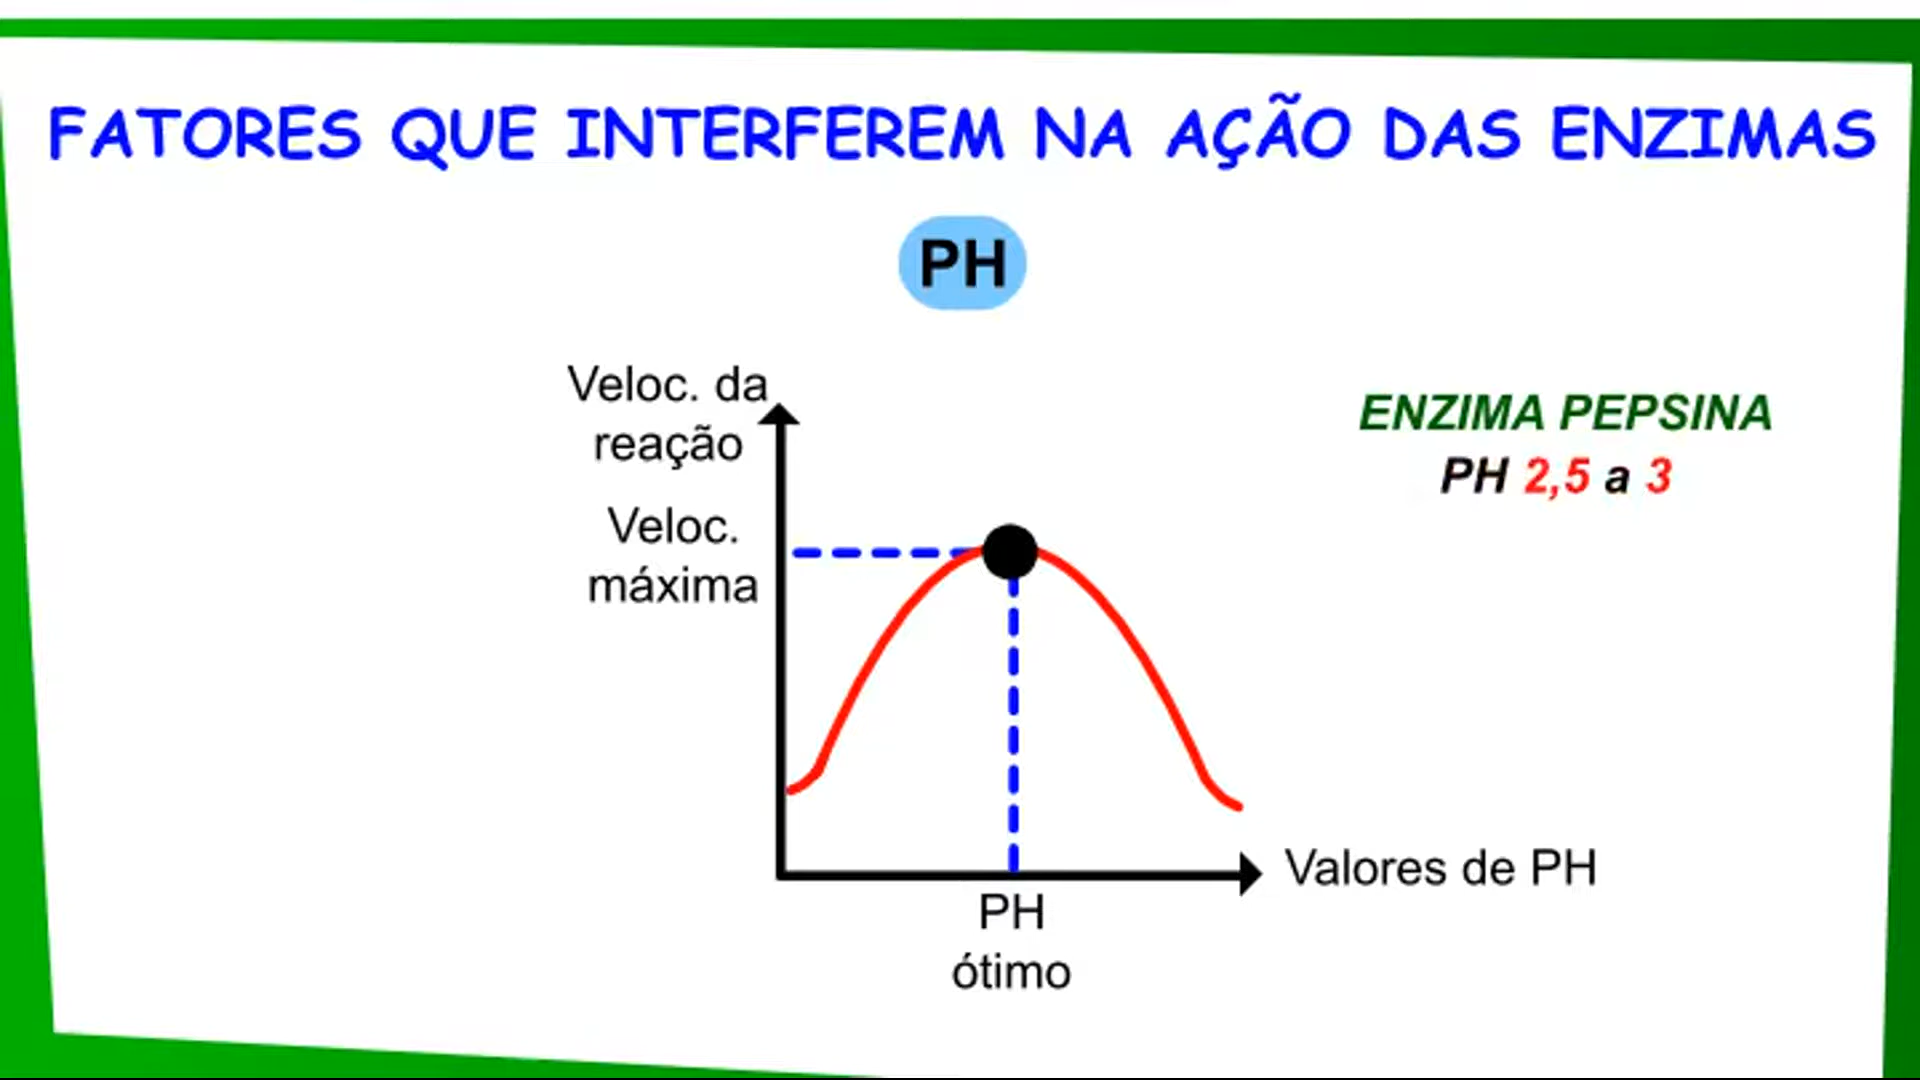 FATORES QUE INTERFEREM NA AÇÃO DAS ENZIMAS
PH
Veloc. da
reação
Veloc.
máxima
ENZIMA PEPSINA
PH 2,5 a 3
Valores de PH
PH
ótimo